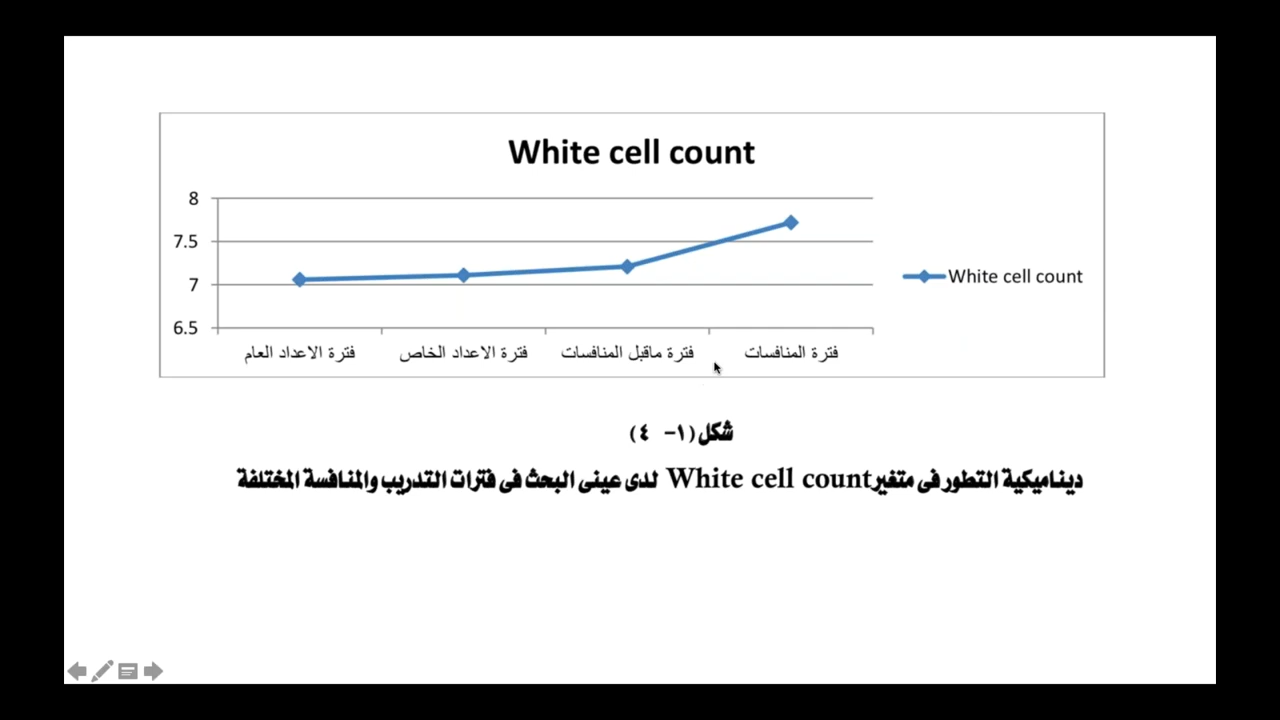 White cell count
8
7.5
7
6.5
فترة الاعداد العام
فترة الاعداد الخاص
فترة ماقبل المنافسات
فترة المنافسات
White cell count
شكل (١- ٤)
ديناميكية التطور فى متغير White cell count لدى عينى البحث فى فترات التدريب والمنافسة المختلفة